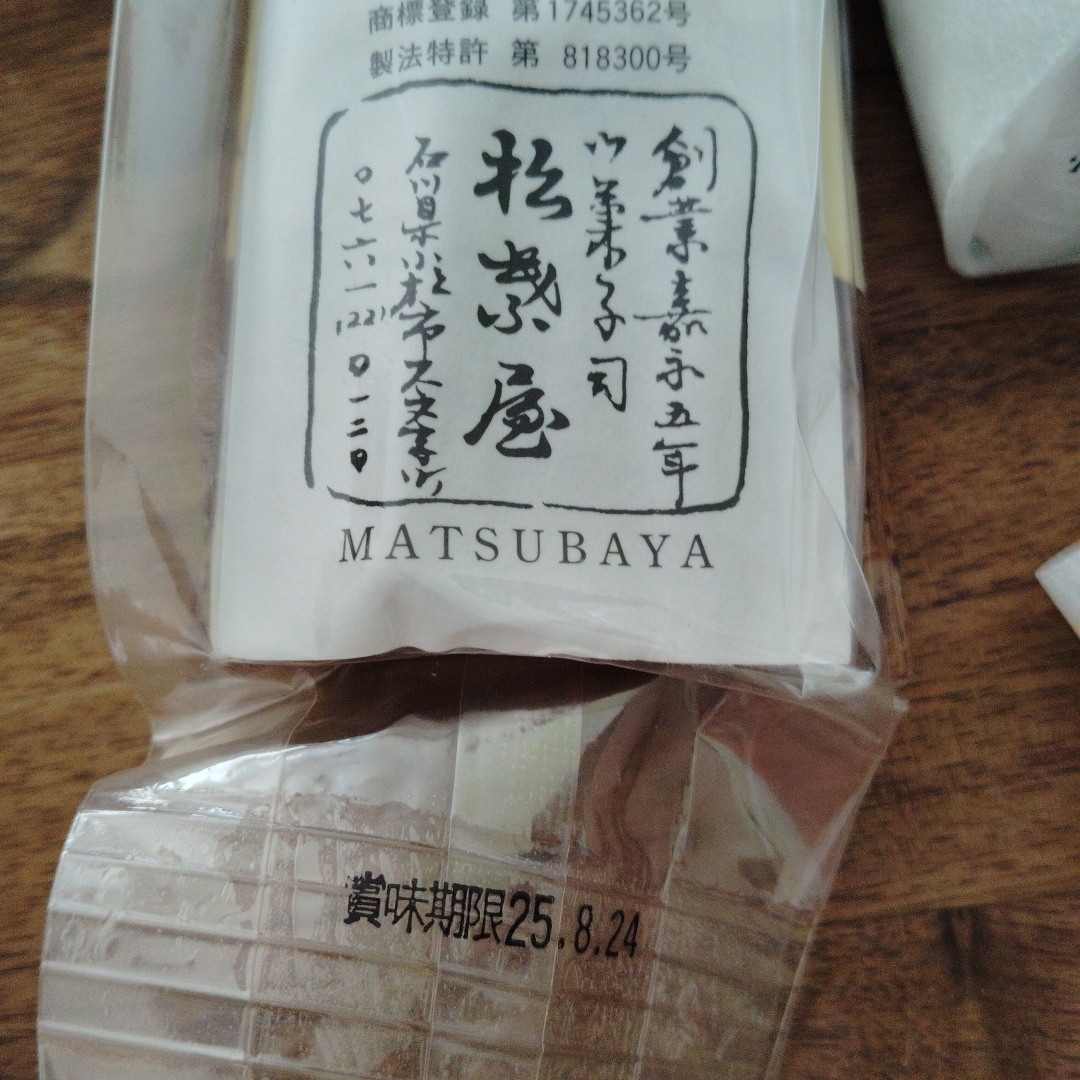 商標登録 第1745362号
製法特許 第 818300号
創業嘉永五年
御菓子司
松葉屋
石川県小松市大文字町
〇七六一(22)〇一二〇
MATSUBAYA
賞味期限25.8.24